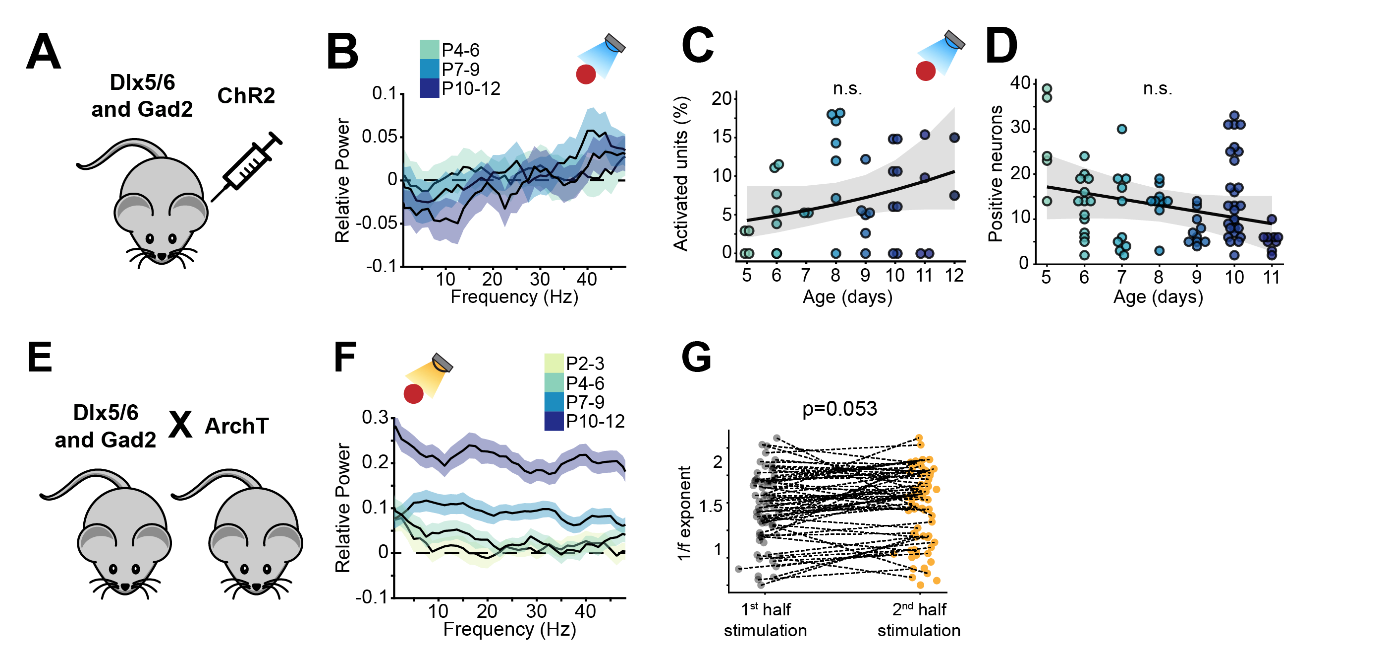 A
Dlx5/6
and Gad2
ChR2
B
P4-6
P7-9
P10-12
Relative Power
0.1
0.05
0
-0.05
-0.1
10 20 30 40
Frequency (Hz)
C
n.s.
Activated units (%)
20
15
10
5
0
5 6 7 8 9 10 11 12
Age (days)
D
n.s.
Positive neurons
40
30
20
10
0
5 6 7 8 9 10 11
Age (days)
E
Dlx5/6
and Gad2
X
ArchT
F
P2-3
P4-6
P7-9
P10-12
Relative Power
0.3
0.2
0.1
0
-0.1
10 20 30 40
Frequency (Hz)
G
p=0.053
1/f exponent
2
1.5
1
1st half
stimulation
2nd half
stimulation